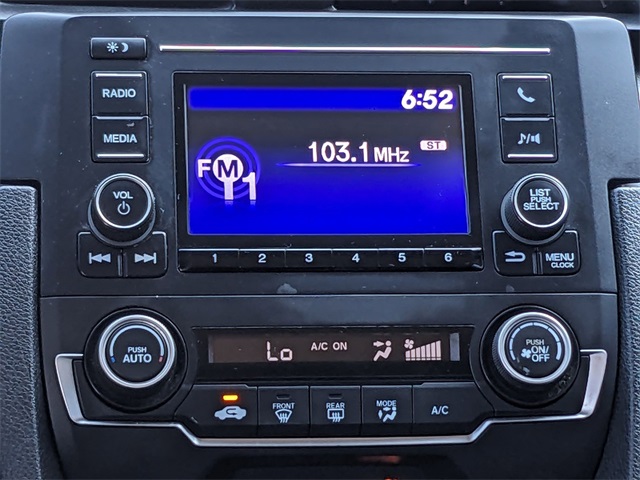 RADIO
MEDIA
VOL
6:52
FM1
103.1 MHz
ST
LIST
PUSH
SELECT
1 2 3 4 5 6
MENU
CLOCK
PUSH
AUTO
Lo A/C ON
PUSH
ON/
OFF
FRONT
REAR
MODE
A/C